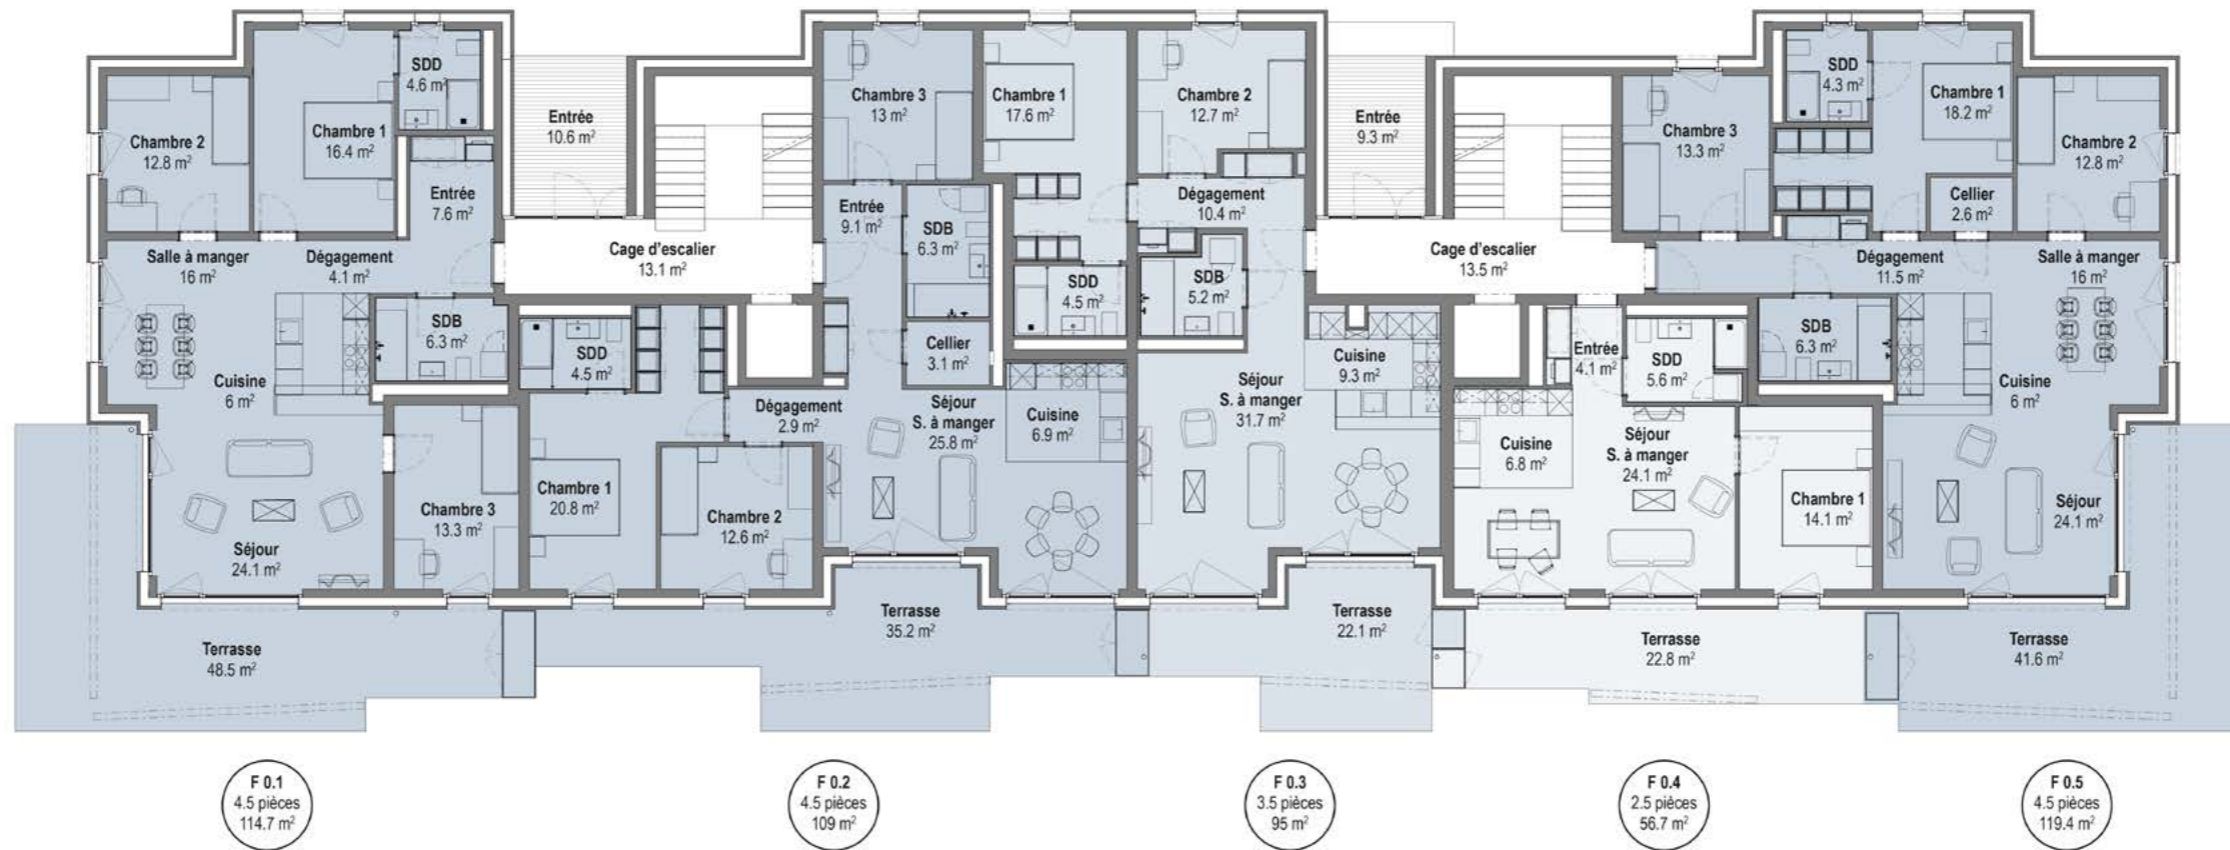 SDD
4.6 m²
Chambre 2
12.8 m²
Chambre 1
16.4 m²
Entrée
7.6 m²
Entrée
10.6 m²
Salle à manger
16 m²
Dégagement
4.1 m²
SDB
6.3 m²
Cuisine
6 m²
Séjour
24.1 m²
Chambre 3
13.3 m²
Terrasse
48.5 m²
Cage d'escalier
13.1 m²
Chambre 3
13 m²
Entrée
9.1 m²
SDB
6.3 m²
Cellier
3.1 m²
SDD
4.5 m²
Dégagement
2.9 m²
Séjour
S. à manger
25.8 m²
Cuisine
6.9 m²
Chambre 1
20.8 m²
Chambre 2
12.6 m²
Terrasse
35.2 m²
Chambre 1
17.6 m²
Chambre 2
12.7 m²
Dégagement
10.4 m²
SDD
4.5 m²
SDB
5.2 m²
Séjour
S. à manger
31.7 m²
Cuisine
9.3 m²
Terrasse
22.1 m²
Entrée
9.3 m²
Cage d'escalier
13.5 m²
Entrée
4.1 m²
SDD
5.6 m²
Cuisine
6.8 m²
Séjour
S. à manger
24.1 m²
Chambre 1
14.1 m²
Terrasse
22.8 m²
Chambre 3
13.3 m²
SDD
4.3 m²
Chambre 1
18.2 m²
Chambre 2
12.8 m²
Cellier
2.6 m²
Dégagement
11.5 m²
Salle à manger
16 m²
SDB
6.3 m²
Cuisine
6 m²
Séjour
24.1 m²
Terrasse
41.6 m²
F 0.1
4.5 pièces
114.7 m²
F 0.2
4.5 pièces
109 m²
F 0.3
3.5 pièces
95 m²
F 0.4
2.5 pièces
56.7 m²
F 0.5
4.5 pièces
119.4 m²